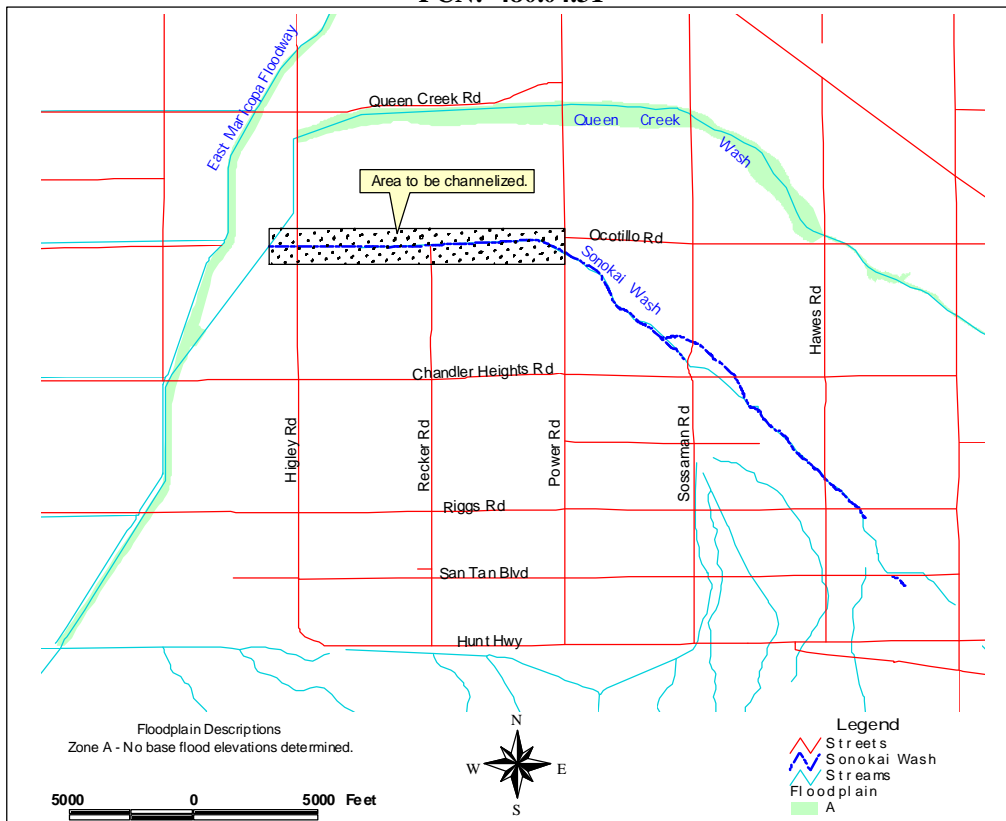 Queen Creek Rd
East Maricopa Floodway
Queen Creek
Wash
Area to be channelized.
Ocotillo Rd
Sonokai Wash
Hawes Rd
Chandler Heights Rd
Higley Rd
Recker Rd
Power Rd
Sossaman Rd
Riggs Rd
San Tan Blvd
Hunt Hwy
Floodplain Descriptions
Zone A - No base flood elevations determined.
N
W
E
S
5000 0 5000 Feet
Legend
Streets
Sonokai Wash
Streams
Floodplain
A